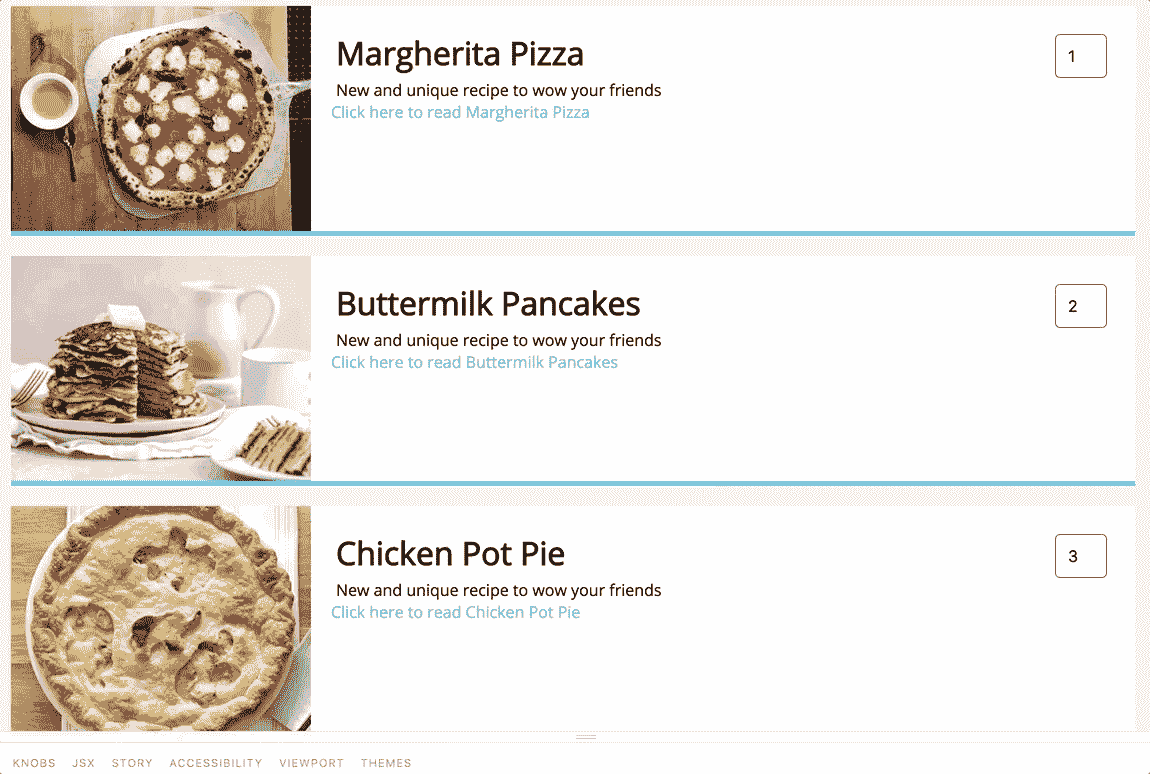 Margherita Pizza
1
New and unique recipe to wow your friends
Click here to read Margherita Pizza
Buttermilk Pancakes
2
New and unique recipe to wow your friends
Click here to read Buttermilk Pancakes
Chicken Pot Pie
3
New and unique recipe to wow your friends
Click here to read Chicken Pot Pie
KNOBS JSX STORY ACCESSIBILITY VIEWPORT THEMES